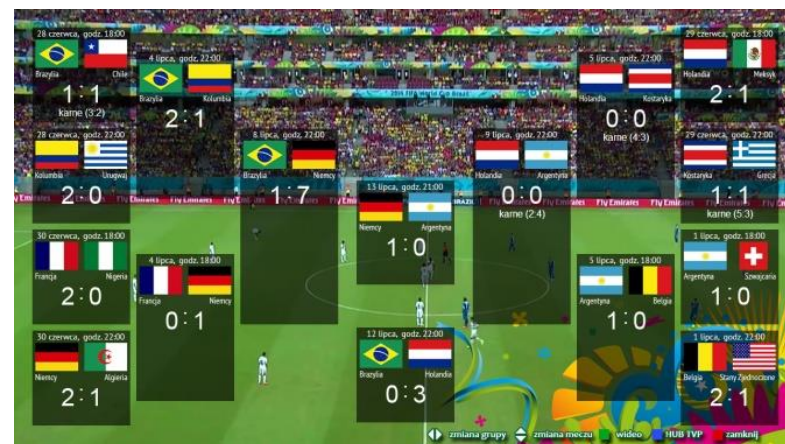 28 czerwca, godz. 18:00
Brazylia Chile
1:1
karne (3:2)
4 lipca, godz. 22:00
Brazylia Kolumbia
2:1
5 lipca, godz. 22:00
Holandia Kostaryka
0:0
karne (4:3)
29 czerwca, godz. 18:00
Holandia Meksyk
2:1
28 czerwca, godz. 22:00
Kolumbia Urugwaj
2:0
8 lipca, godz. 22:00
Brazylia Niemcy
1:7
9 lipca, godz. 22:00
Holandia Argentyna
0:0
karne (2:4)
29 czerwca, godz. 22:00
Kostaryka Grecja
1:1
karne (5:3)
13 lipca, godz. 21:00
Niemcy Argentyna
1:0
Fly Emirates
30 czerwca, godz. 18:00
Francja Nigeria
2:0
4 lipca, godz. 18:00
Francja Niemcy
0:1
5 lipca, godz. 18:00
Argentyna Belgia
1:0
1 lipca, godz. 18:00
Argentyna Szwajcaria
1:0
30 czerwca, godz. 22:00
Niemcy Algieria
2:1
12 lipca, godz. 22:00
Brazylia Holandia
0:3
1 lipca, godz. 22:00
Belgia Stany Zjednoczone
2:1
zmiana grupy zmiana meczu wideo HUB TVP zamknij